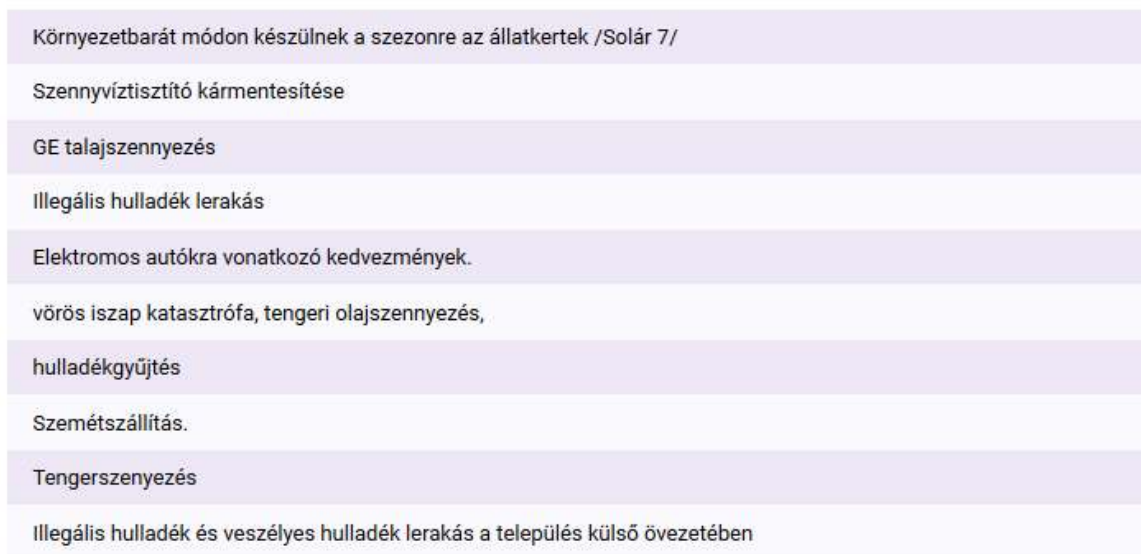 Környezetbarát módon készülnek a szezonre az állatkertek /Solár 7/
Szennyvíztisztító kármentesítése
GE talajszennyezés
Illegális hulladék lerakás
Elektromos autókra vonatkozó kedvezmények.
vörös iszap katasztrófa, tengeri olajszennyezés,
hulladékgyűjtés
Szemétszállítás.
Tengerszenyezés
Illegális hulladék és veszélyes hulladék lerakás a település külső övezetében